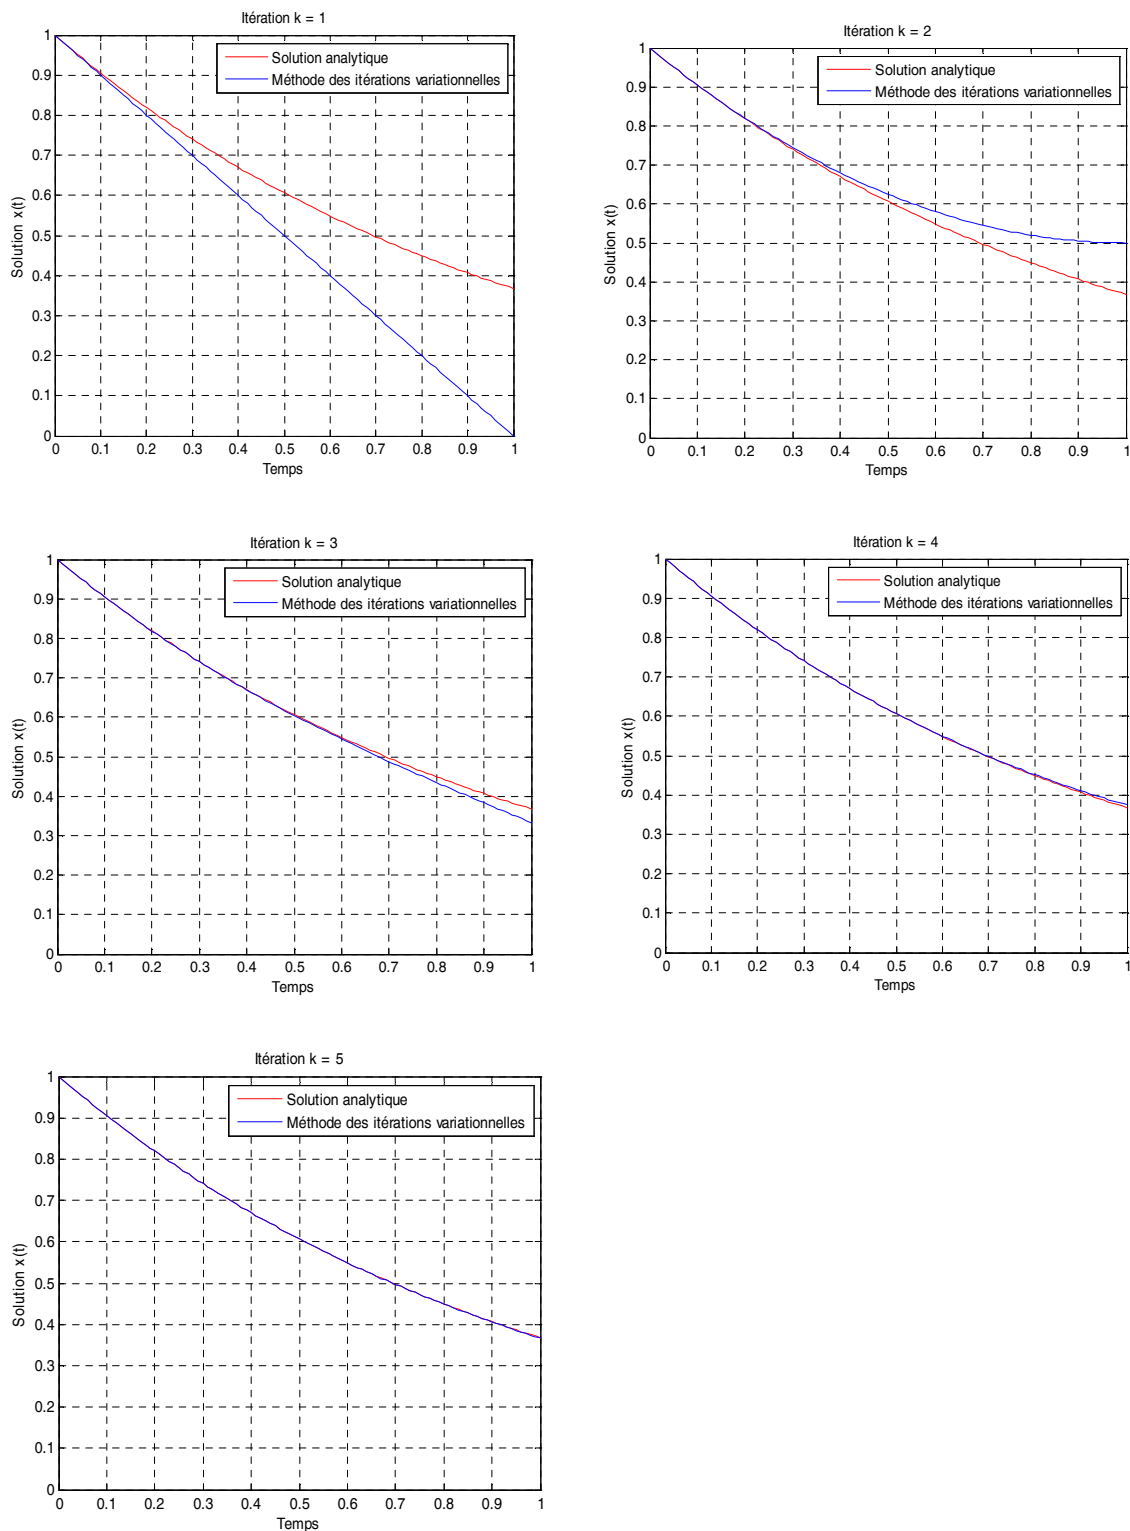 Itération k = 1
Solution analytique
Méthode des itérations variationnelles
1
0.9
0.8
0.7
0.6
0.5
0.4
0.3
0.2
0.1
0
Solution x(t)
0 0.1 0.2 0.3 0.4 0.5 0.6 0.7 0.8 0.9 1
Temps
Itération k = 2
Solution analytique
Méthode des itérations variationnelles
1
0.9
0.8
0.7
0.6
0.5
0.4
0.3
0.2
0.1
0
Solution x(t)
0 0.1 0.2 0.3 0.4 0.5 0.6 0.7 0.8 0.9 1
Temps
Itération k = 3
Solution analytique
Méthode des itérations variationnelles
1
0.9
0.8
0.7
0.6
0.5
0.4
0.3
0.2
0.1
0
Solution x(t)
0 0.1 0.2 0.3 0.4 0.5 0.6 0.7 0.8 0.9 1
Temps
Itération k = 4
Solution analytique
Méthode des itérations variationnelles
1
0.9
0.8
0.7
0.6
0.5
0.4
0.3
0.2
0.1
0
Solution x(t)
0 0.1 0.2 0.3 0.4 0.5 0.6 0.7 0.8 0.9 1
Temps
Itération k = 5
Solution analytique
Méthode des itérations variationnelles
1
0.9
0.8
0.7
0.6
0.5
0.4
0.3
0.2
0.1
0
Solution x(t)
0 0.1 0.2 0.3 0.4 0.5 0.6 0.7 0.8 0.9 1
Temps